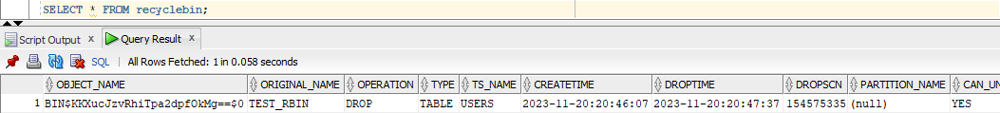 SELECT * FROM recyclebin;
Script Output × Query Result ×
SQL | All Rows Fetched: 1 in 0.058 seconds
OBJECT_NAME ORIGINAL_NAME OPERATION TYPE TS_NAME CREATETIME DROPTIME DROPSCN PARTITION_NAME CAN_UN
1 BIN$KKXucJzvRhiTpa2dpfOkMg==$0 TEST_RBIN DROP TABLE USERS 2023-11-20:20:46:07 2023-11-20:20:47:37 154575335 (null) YES